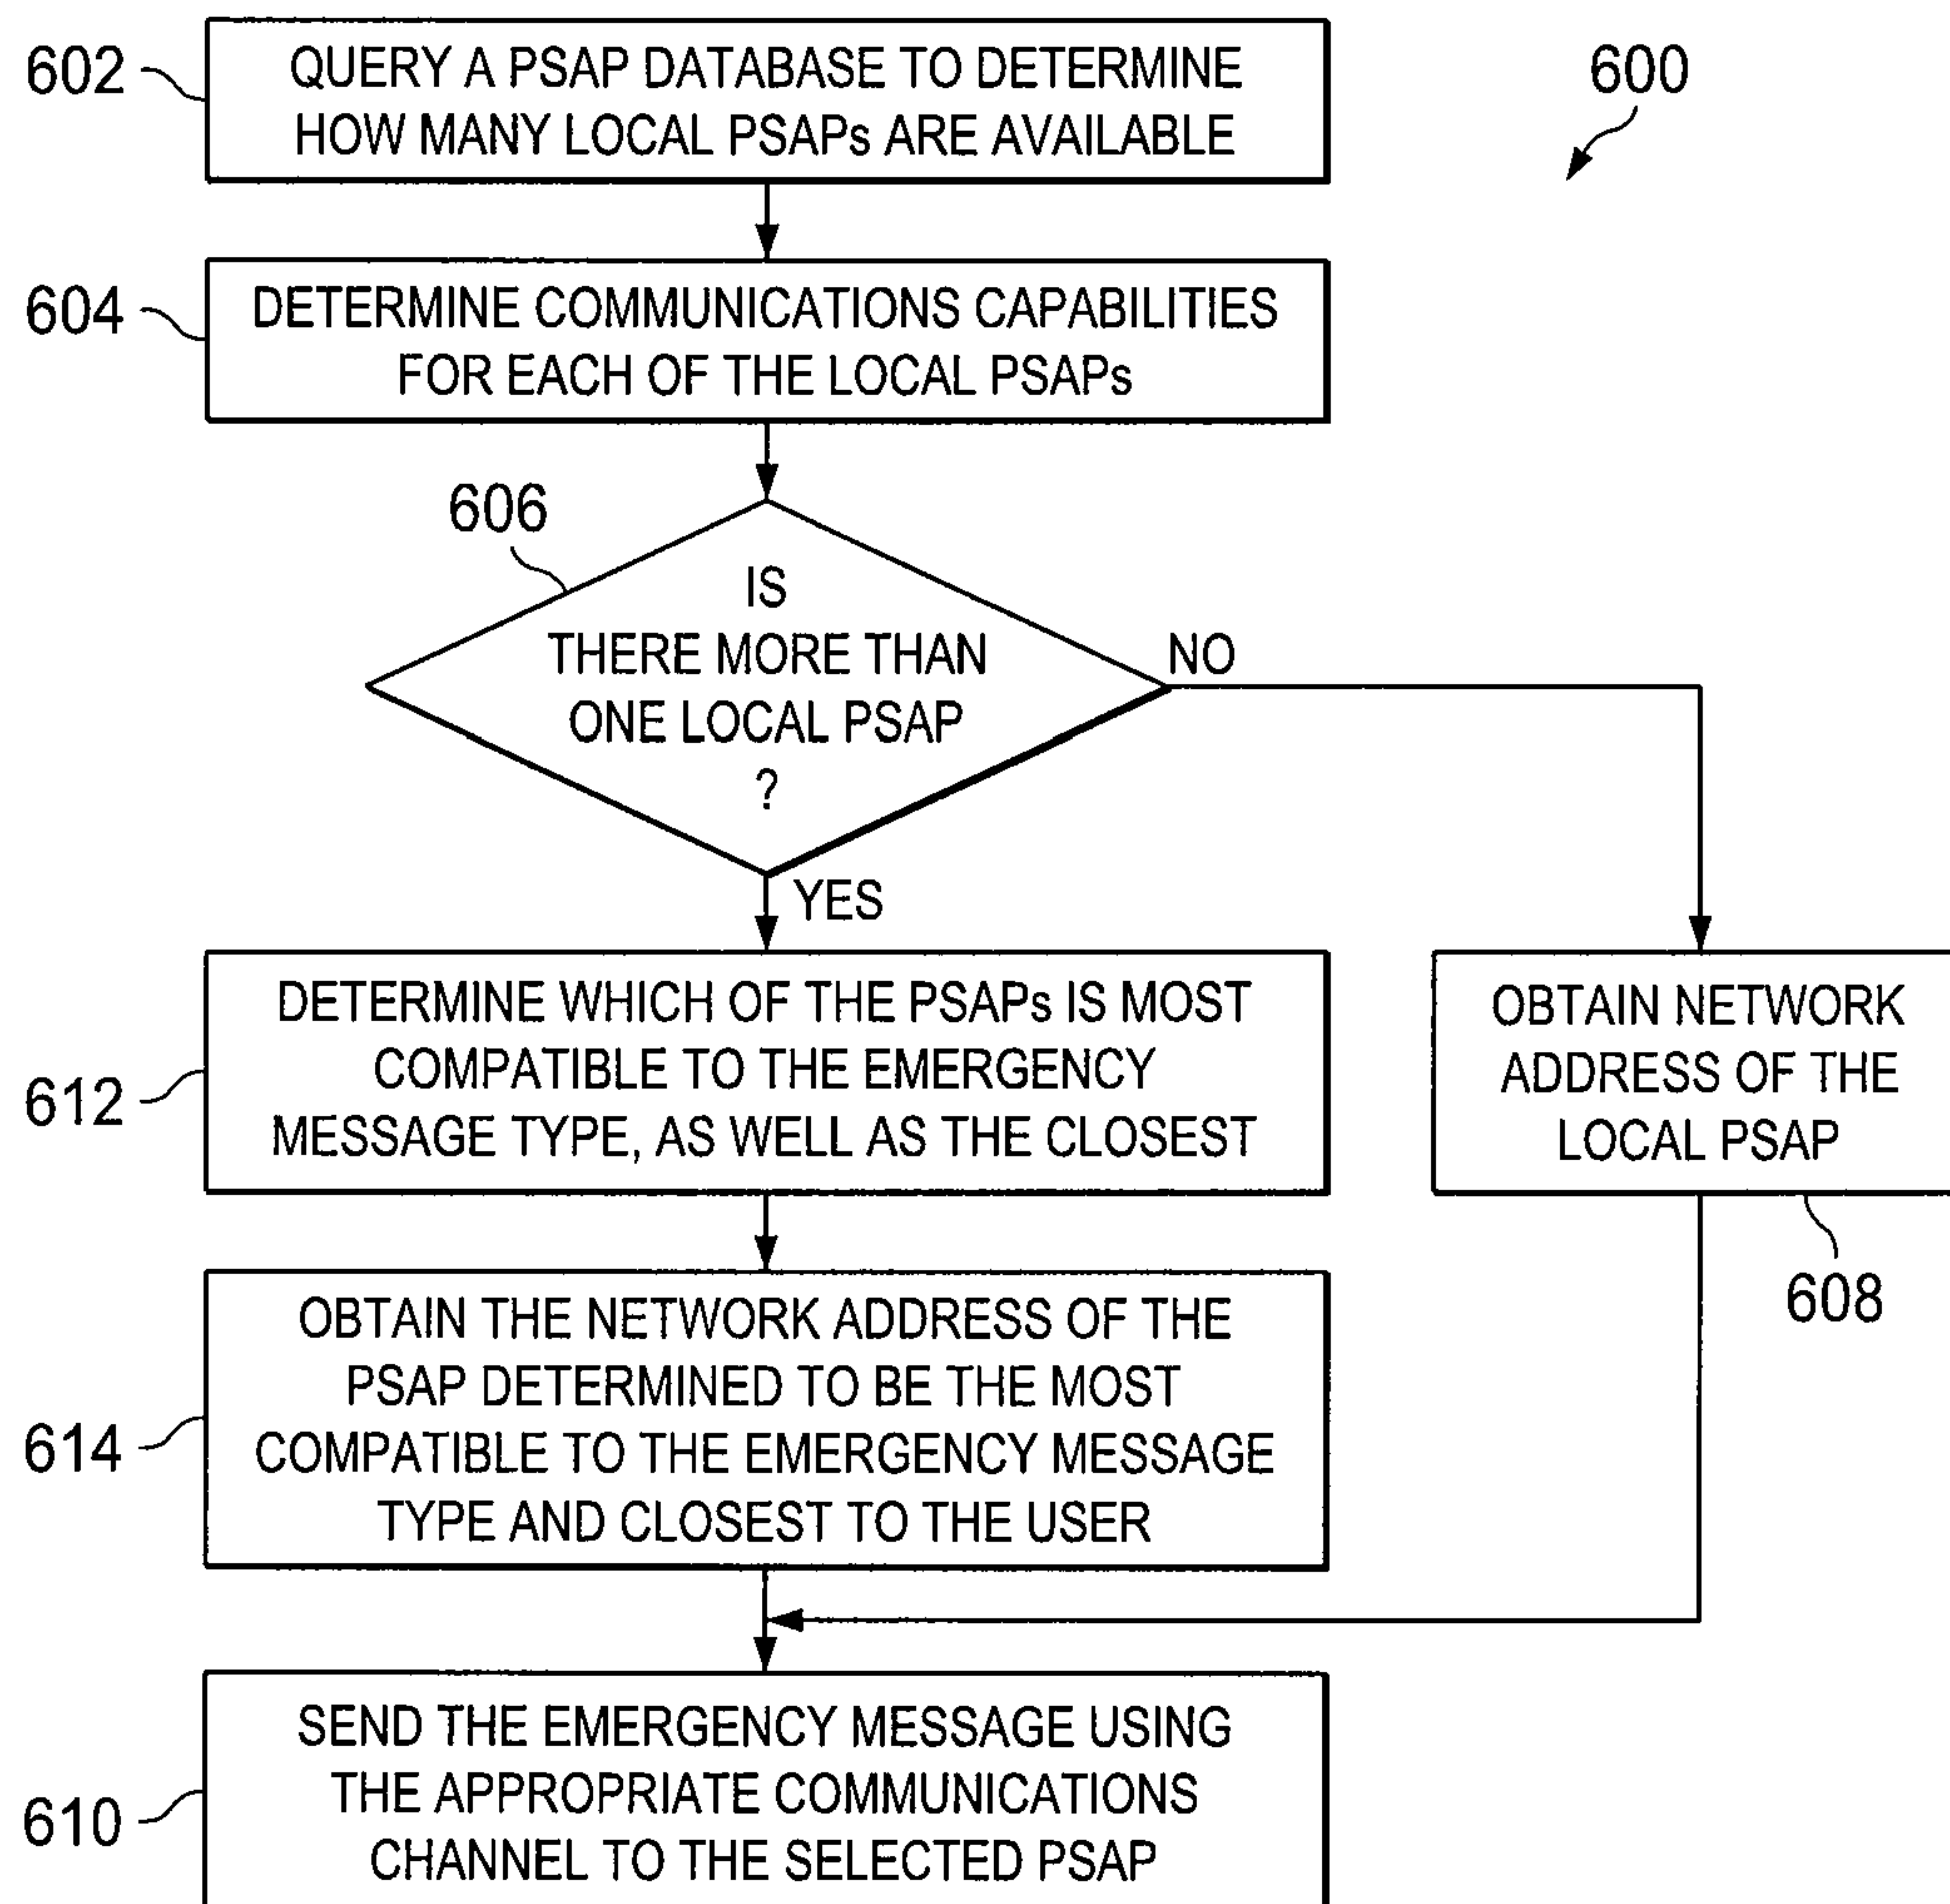 602
QUERY A PSAP DATABASE TO DETERMINE
HOW MANY LOCAL PSAPs ARE AVAILABLE
600
604
DETERMINE COMMUNICATIONS CAPABILITIES
FOR EACH OF THE LOCAL PSAPs
606
IS
THERE MORE THAN
ONE LOCAL PSAP
?
NO
YES
612
DETERMINE WHICH OF THE PSAPs IS MOST
COMPATIBLE TO THE EMERGENCY
MESSAGE TYPE, AS WELL AS THE CLOSEST
OBTAIN NETWORK
ADDRESS OF THE
LOCAL PSAP
608
614
OBTAIN THE NETWORK ADDRESS OF THE
PSAP DETERMINED TO BE THE MOST
COMPATIBLE TO THE EMERGENCY MESSAGE
TYPE AND CLOSEST TO THE USER
610
SEND THE EMERGENCY MESSAGE USING
THE APPROPRIATE COMMUNICATIONS
CHANNEL TO THE SELECTED PSAP